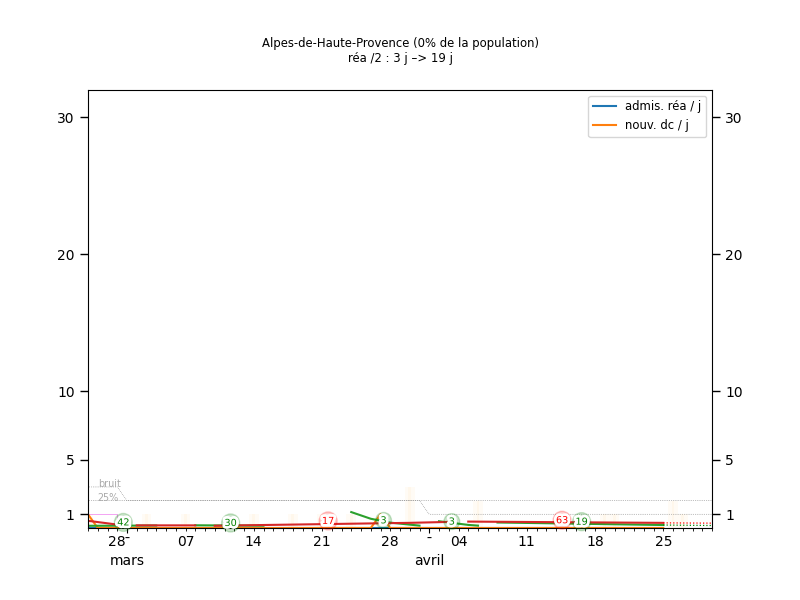 Alpes-de-Haute-Provence (0% de la population)
réa /2 : 3 j –> 19 j
admis. réa / j
nouv. dc / j
30 30
20 20
10 10
5 5
bruit
25%
1 1
42 30 17 3 3 63 19
28 - 07 14 21 28 - 04 11 18 25
mars avril